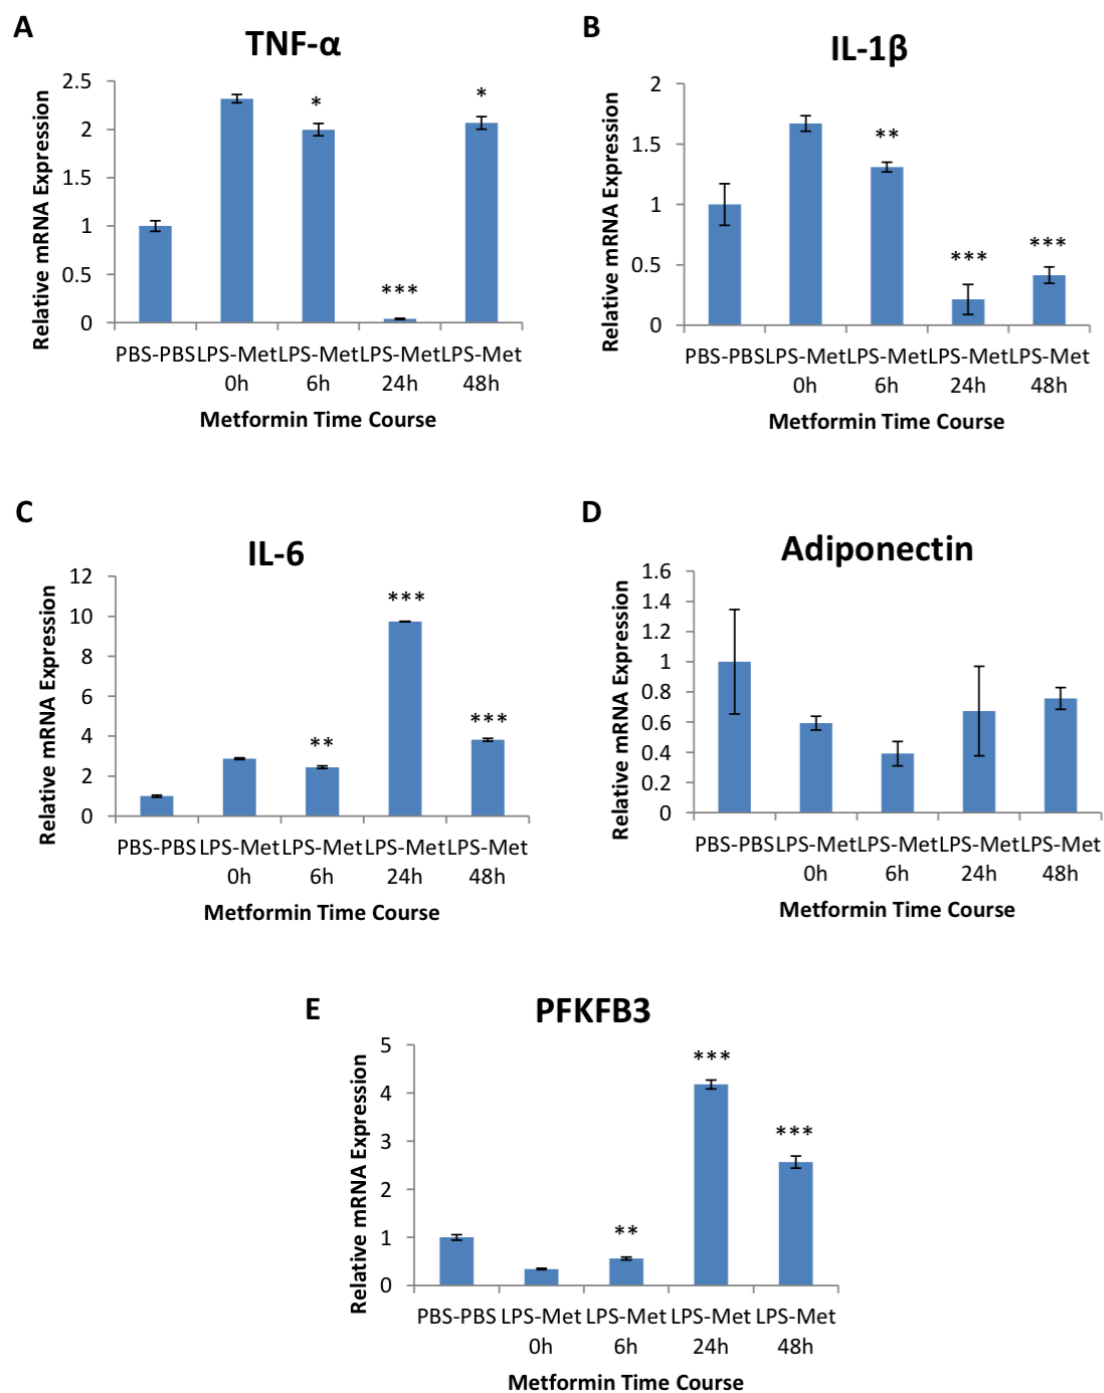 A
TNF-α
Relative mRNA Expression
2.5
2
1.5
1
0.5
0
*
***
*
PBS-PBS LPS-Met LPS-Met LPS-Met LPS-Met
0h 6h 24h 48h
Metformin Time Course
B
IL-1β
Relative mRNA Expression
2
1.5
1
0.5
0
**
***
***
PBS-PBS LPS-Met LPS-Met LPS-Met LPS-Met
0h 6h 24h 48h
Metformin Time Course
C
IL-6
Relative mRNA Expression
12
10
8
6
4
2
0
**
***
***
PBS-PBS LPS-Met LPS-Met LPS-Met LPS-Met
0h 6h 24h 48h
Metformin Time Course
D
Adiponectin
Relative mRNA Expression
1.6
1.4
1.2
1
0.8
0.6
0.4
0.2
0
PBS-PBS LPS-Met LPS-Met LPS-Met LPS-Met
0h 6h 24h 48h
Metformin Time Course
E
PFKFB3
Relative mRNA Expression
5
4
3
2
1
0
**
***
***
PBS-PBS LPS-Met LPS-Met LPS-Met LPS-Met
0h 6h 24h 48h
Metformin Time Course